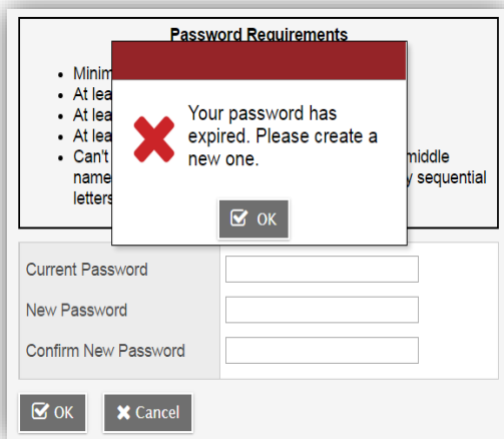 Password Requirements
• Minim
• At lea
• At lea
• At lea
• Can't middle
name y sequential
letters
Your password has
expired. Please create a
new one.
OK
Current Password
New Password
Confirm New Password
OK Cancel